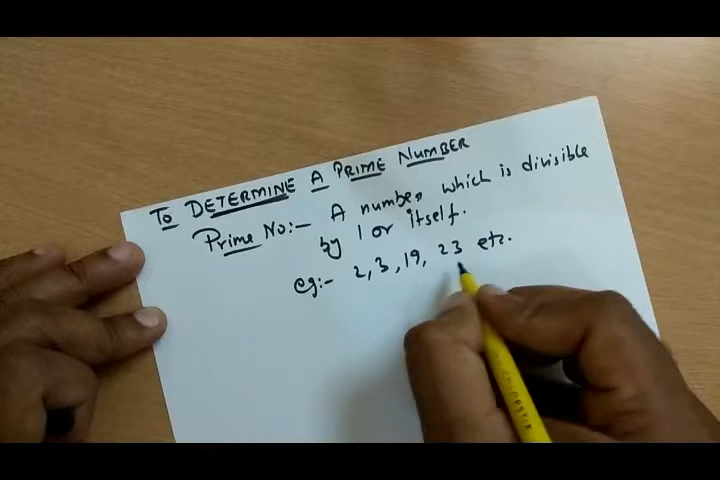 TO DETERMINE A PRIME NUMBER
Prime No:- A number, which is divisible
by 1 or itself.
eg:- 2, 3, 19, 23 etc.